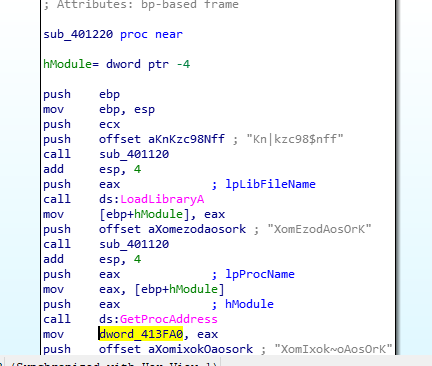 ; Attributes: bp-based frame
sub_401220 proc near
hModule= dword ptr -4
push ebp
mov ebp, esp
push ecx
push offset aKnKzc98Nff ; "Kn|kzc98$nff"
call sub_401120
add esp, 4
push eax ; lpLibFileName
call ds:LoadLibraryA
mov [ebp+hModule], eax
push offset aXomezodaosork ; "XomEzodAosOrK"
call sub_401120
add esp, 4
push eax ; lpProcName
mov eax, [ebp+hModule]
push eax ; hModule
call ds:GetProcAddress
mov dword_413FA0, eax
push offset aXomixokOaosork ; "XomIxok~oAosOrK"